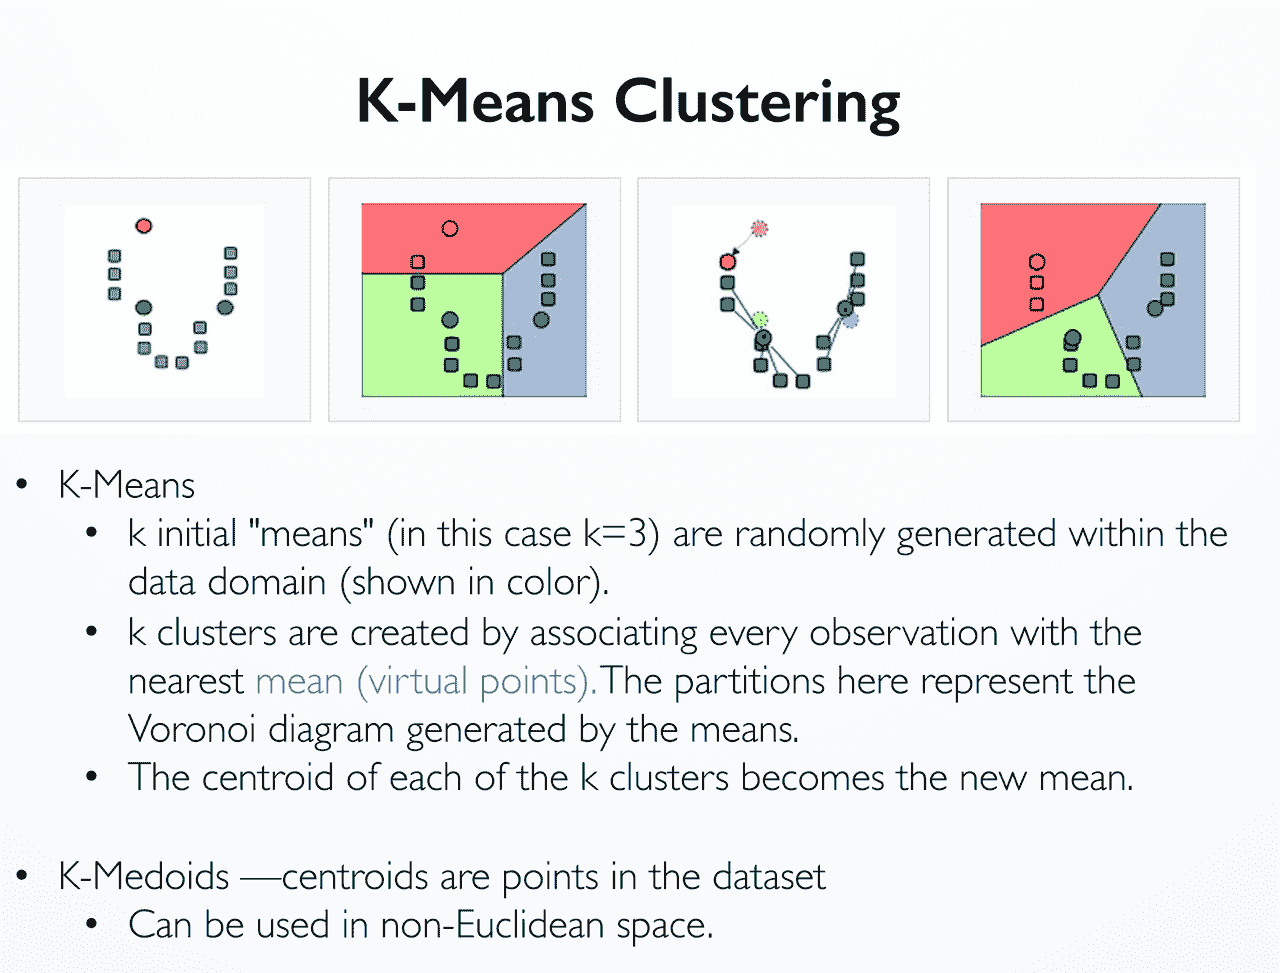 K-Means Clustering
• K-Means
• k initial "means" (in this case k=3) are randomly generated within the
data domain (shown in color).
• k clusters are created by associating every observation with the
nearest mean (virtual points). The partitions here represent the
Voronoi diagram generated by the means.
• The centroid of each of the k clusters becomes the new mean.
• K-Medoids —centroids are points in the dataset
• Can be used in non-Euclidean space.